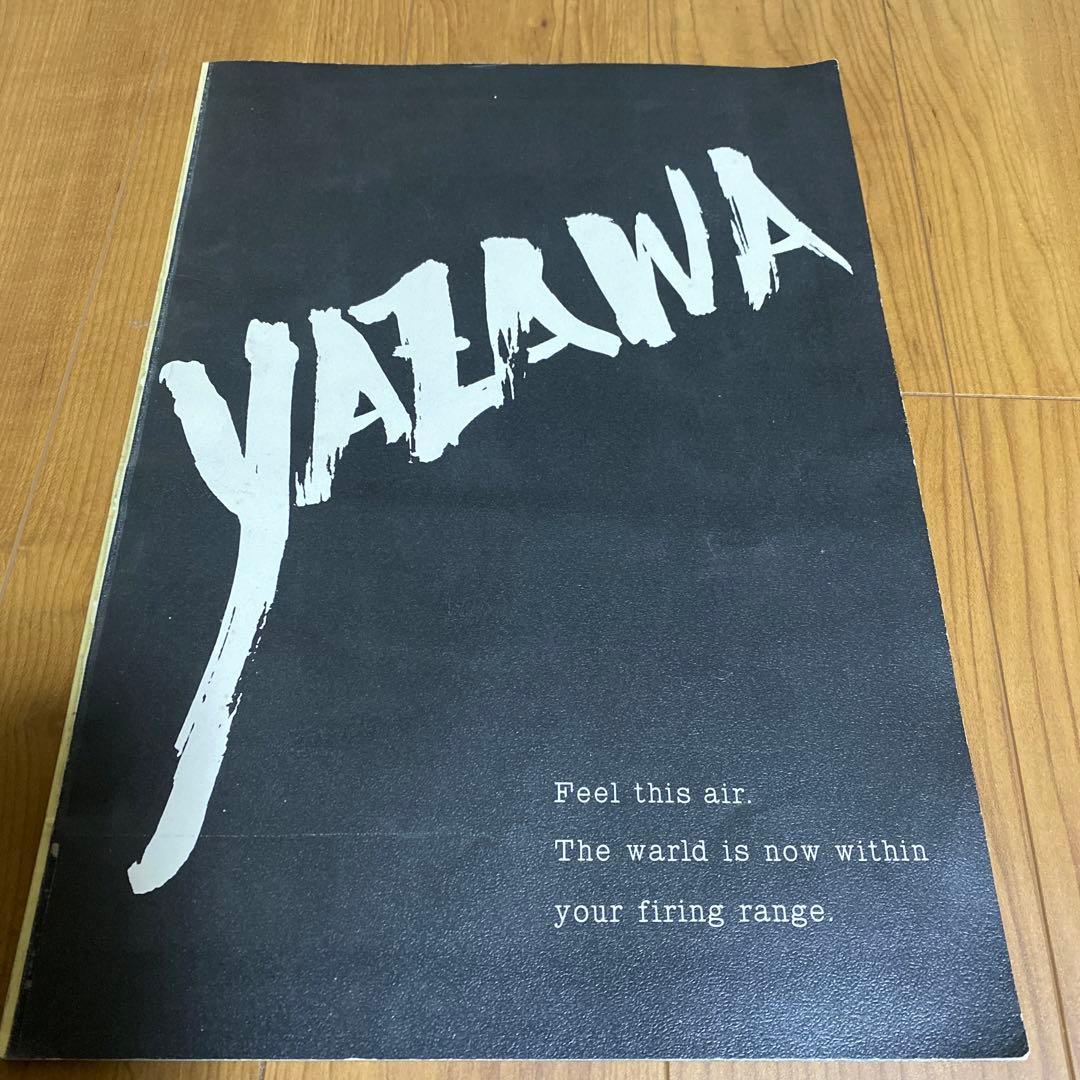 YAZAWA
Feel this air.
The warld is now within
your firing range.